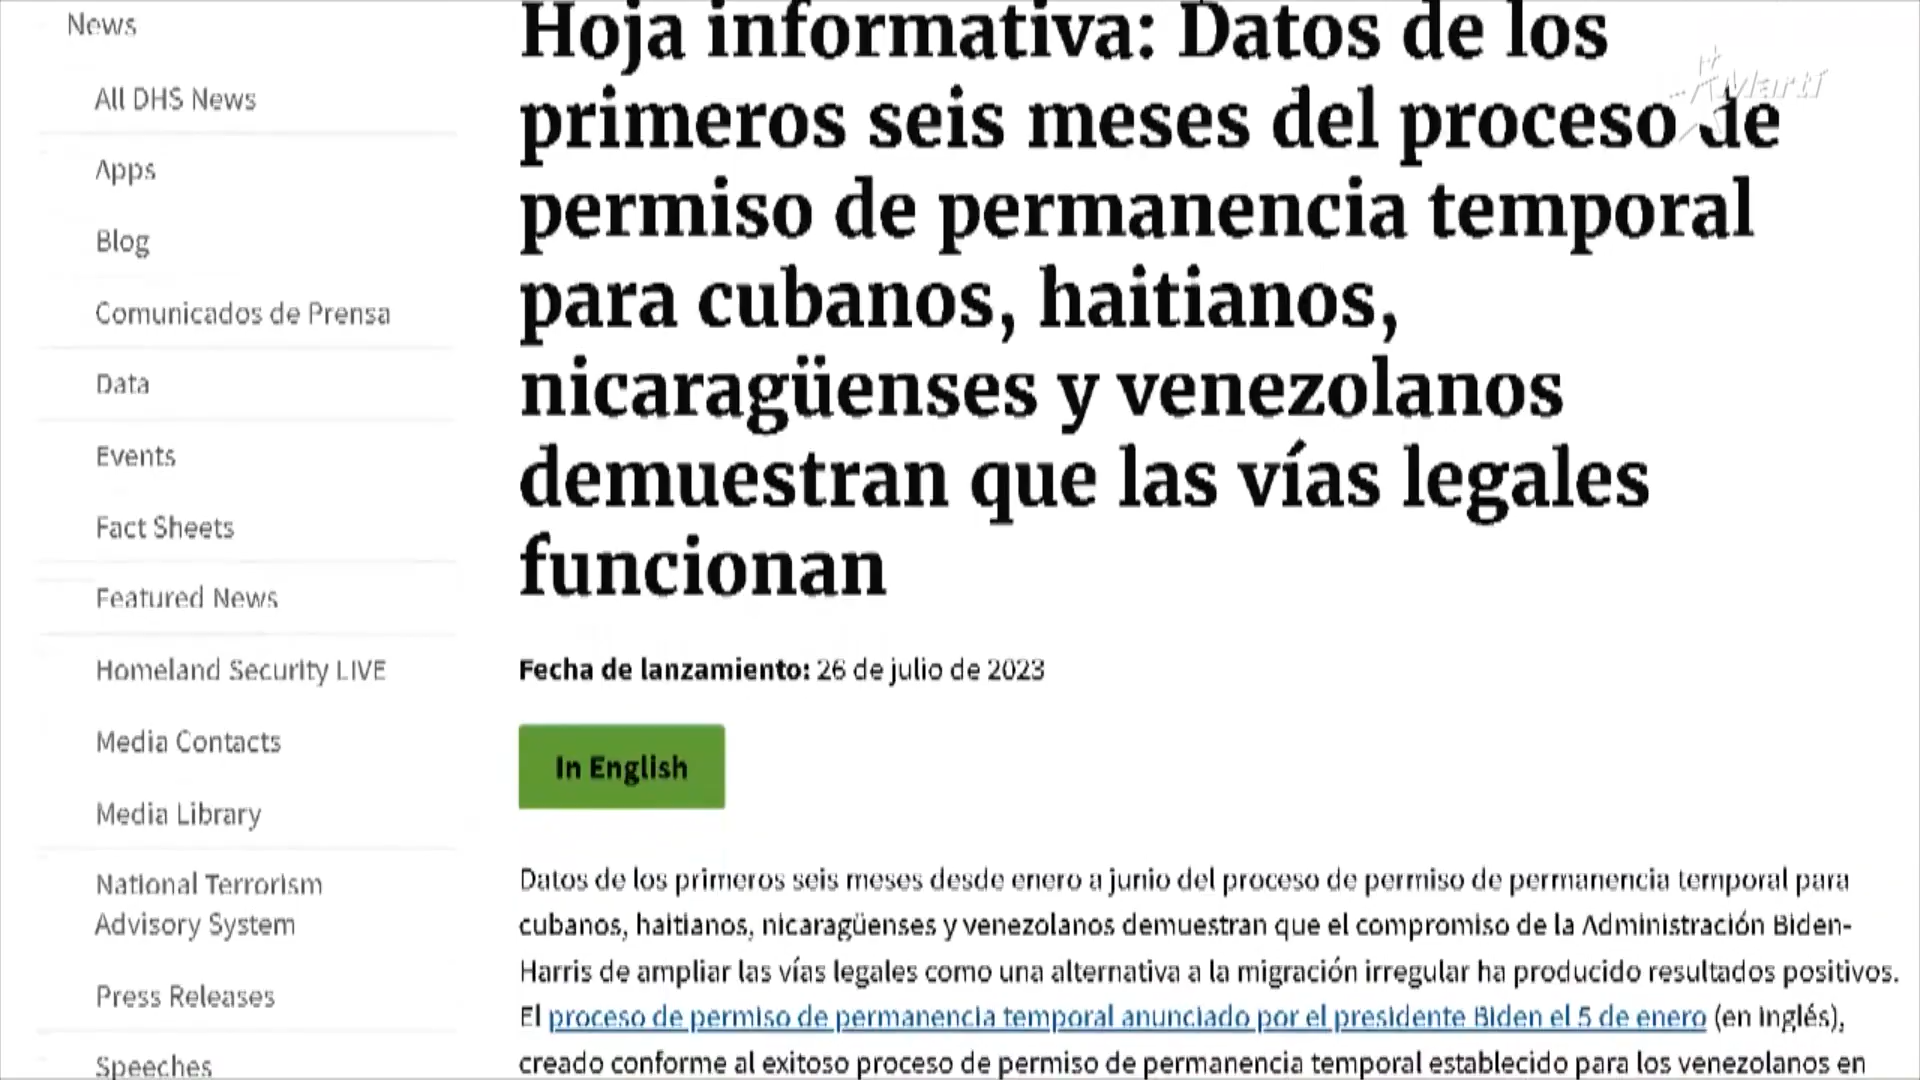 News
All DHS News
Apps
Blog
Comunicados de Prensa
Data
Events
Fact Sheets
Featured News
Homeland Security LIVE
Media Contacts
Media Library
National Terrorism
Advisory System
Press Releases
Speeches
Hoja informativa: Datos de los
primeros seis meses del proceso de
permiso de permanencia temporal
para cubanos, haitianos,
nicaragüenses y venezolanos
demuestran que las vías legales
funcionan
Martí
Fecha de lanzamiento: 26 de julio de 2023
In English
Datos de los primeros seis meses desde enero a junio del proceso de permiso de permanencia temporal para
cubanos, haitianos, nicaragüenses y venezolanos demuestran que el compromiso de la Administración Biden-
Harris de ampliar las vías legales como una alternativa a la migración irregular ha producido resultados positivos.
El proceso de permiso de permanencia temporal anunciado por el presidente Biden el 5 de enero (en inglés),
creado conforme al exitoso proceso de permiso de permanencia temporal establecido para los venezolanos en